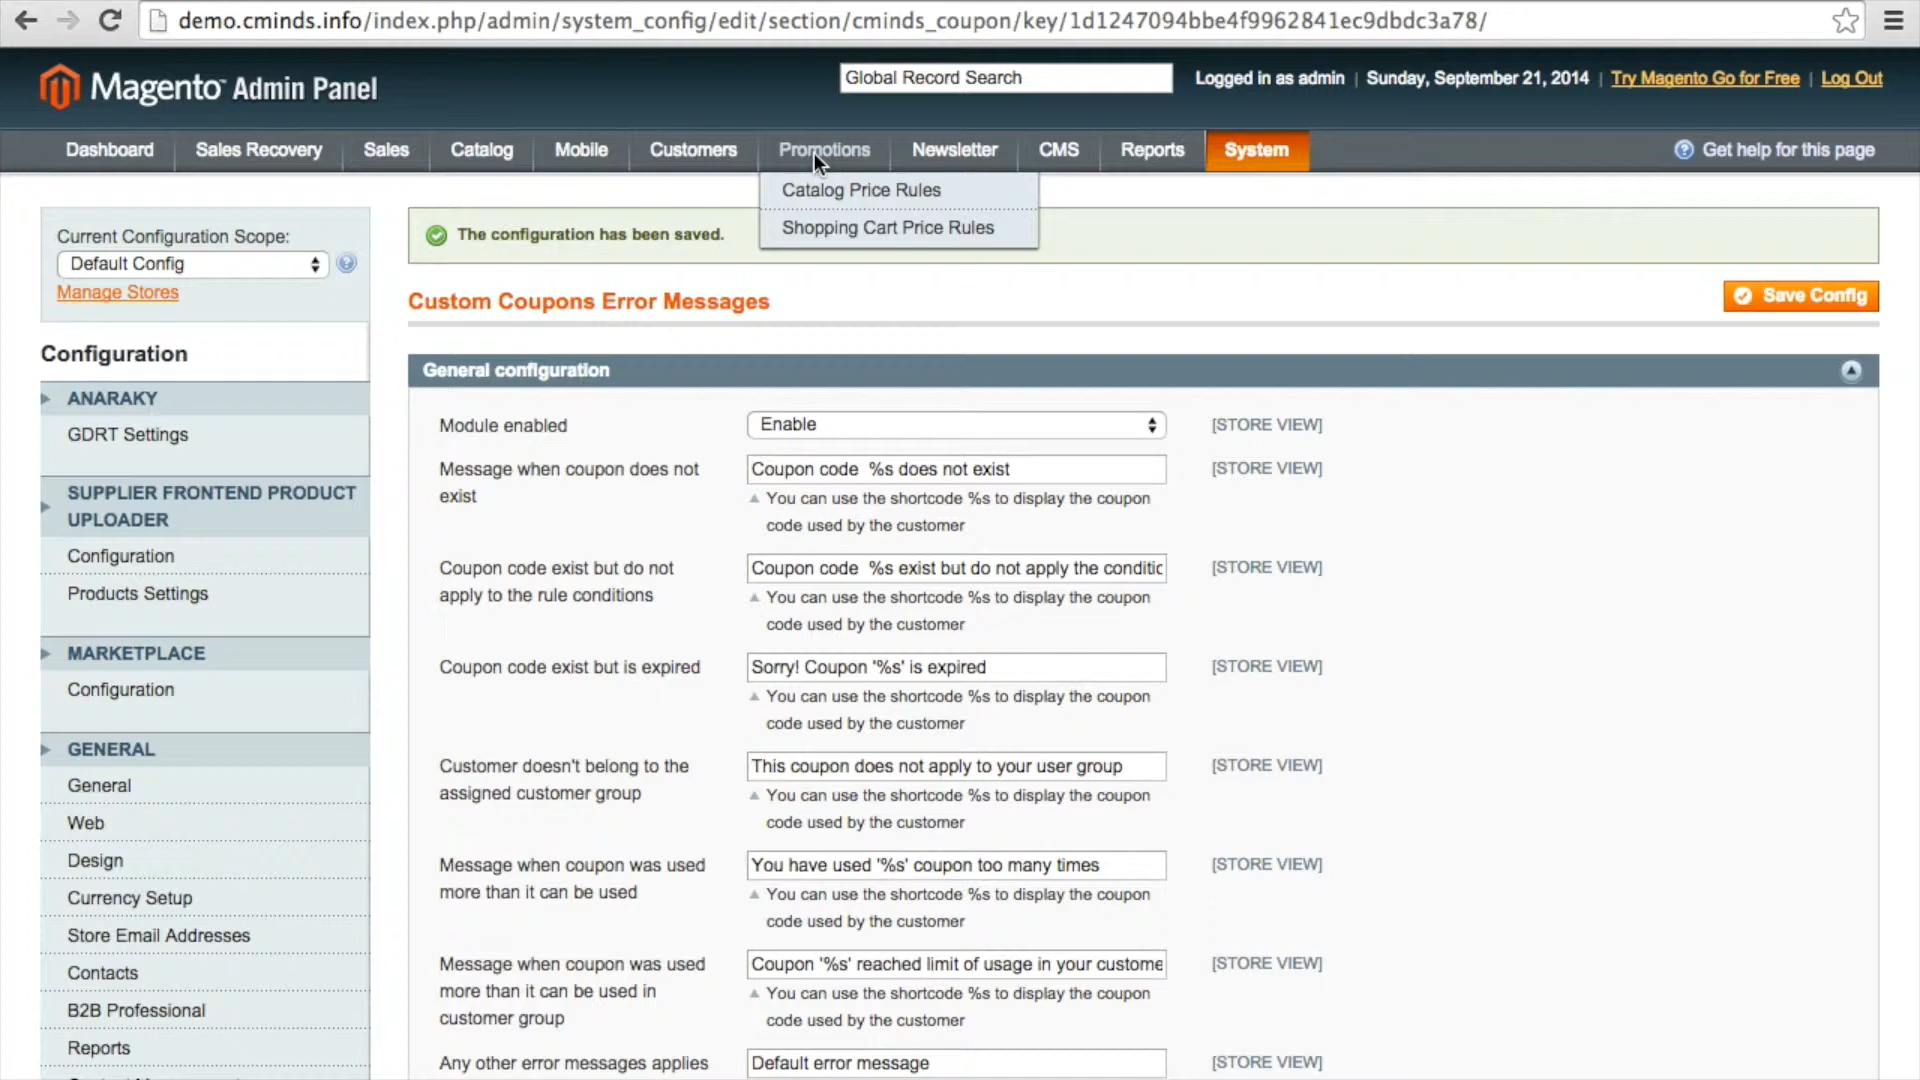 demo.cminds.info/index.php/admin/system_config/edit/section/cminds_coupon/key/1d1247094bbe4f9962841ec9dbdc3a78/
Magento Admin Panel
Global Record Search
Logged in as admin | Sunday, September 21, 2014 | Try Magento Go for Free | Log Out
Dashboard Sales Recovery Sales Catalog Mobile Customers Promotions Newsletter CMS Reports System Get help for this page
Catalog Price Rules
Shopping Cart Price Rules
Current Configuration Scope:
Default Config
Manage Stores
Configuration
ANARAKY
GDRT Settings
SUPPLIER FRONTEND PRODUCT
UPLOADER
Configuration
Products Settings
MARKETPLACE
Configuration
GENERAL
General
Web
Design
Currency Setup
Store Email Addresses
Contacts
B2B Professional
Reports
The configuration has been saved.
Custom Coupons Error Messages
Save Config
General configuration
Module enabled
Enable
[STORE VIEW]
Message when coupon does not
exist
Coupon code  %s does not exist
[STORE VIEW]
You can use the shortcode %s to display the coupon
code used by the customer
Coupon code exist but do not
apply to the rule conditions
Coupon code  %s exist but do not apply the conditic
[STORE VIEW]
You can use the shortcode %s to display the coupon
code used by the customer
Coupon code exist but is expired
Sorry! Coupon '%s' is expired
[STORE VIEW]
You can use the shortcode %s to display the coupon
code used by the customer
Customer doesn't belong to the
assigned customer group
This coupon does not apply to your user group
[STORE VIEW]
You can use the shortcode %s to display the coupon
code used by the customer
Message when coupon was used
more than it can be used
You have used '%s' coupon too many times
[STORE VIEW]
You can use the shortcode %s to display the coupon
code used by the customer
Message when coupon was used
more than it can be used in
customer group
Coupon '%s' reached limit of usage in your custome
[STORE VIEW]
You can use the shortcode %s to display the coupon
code used by the customer
Any other error messages applies
Default error message
[STORE VIEW]